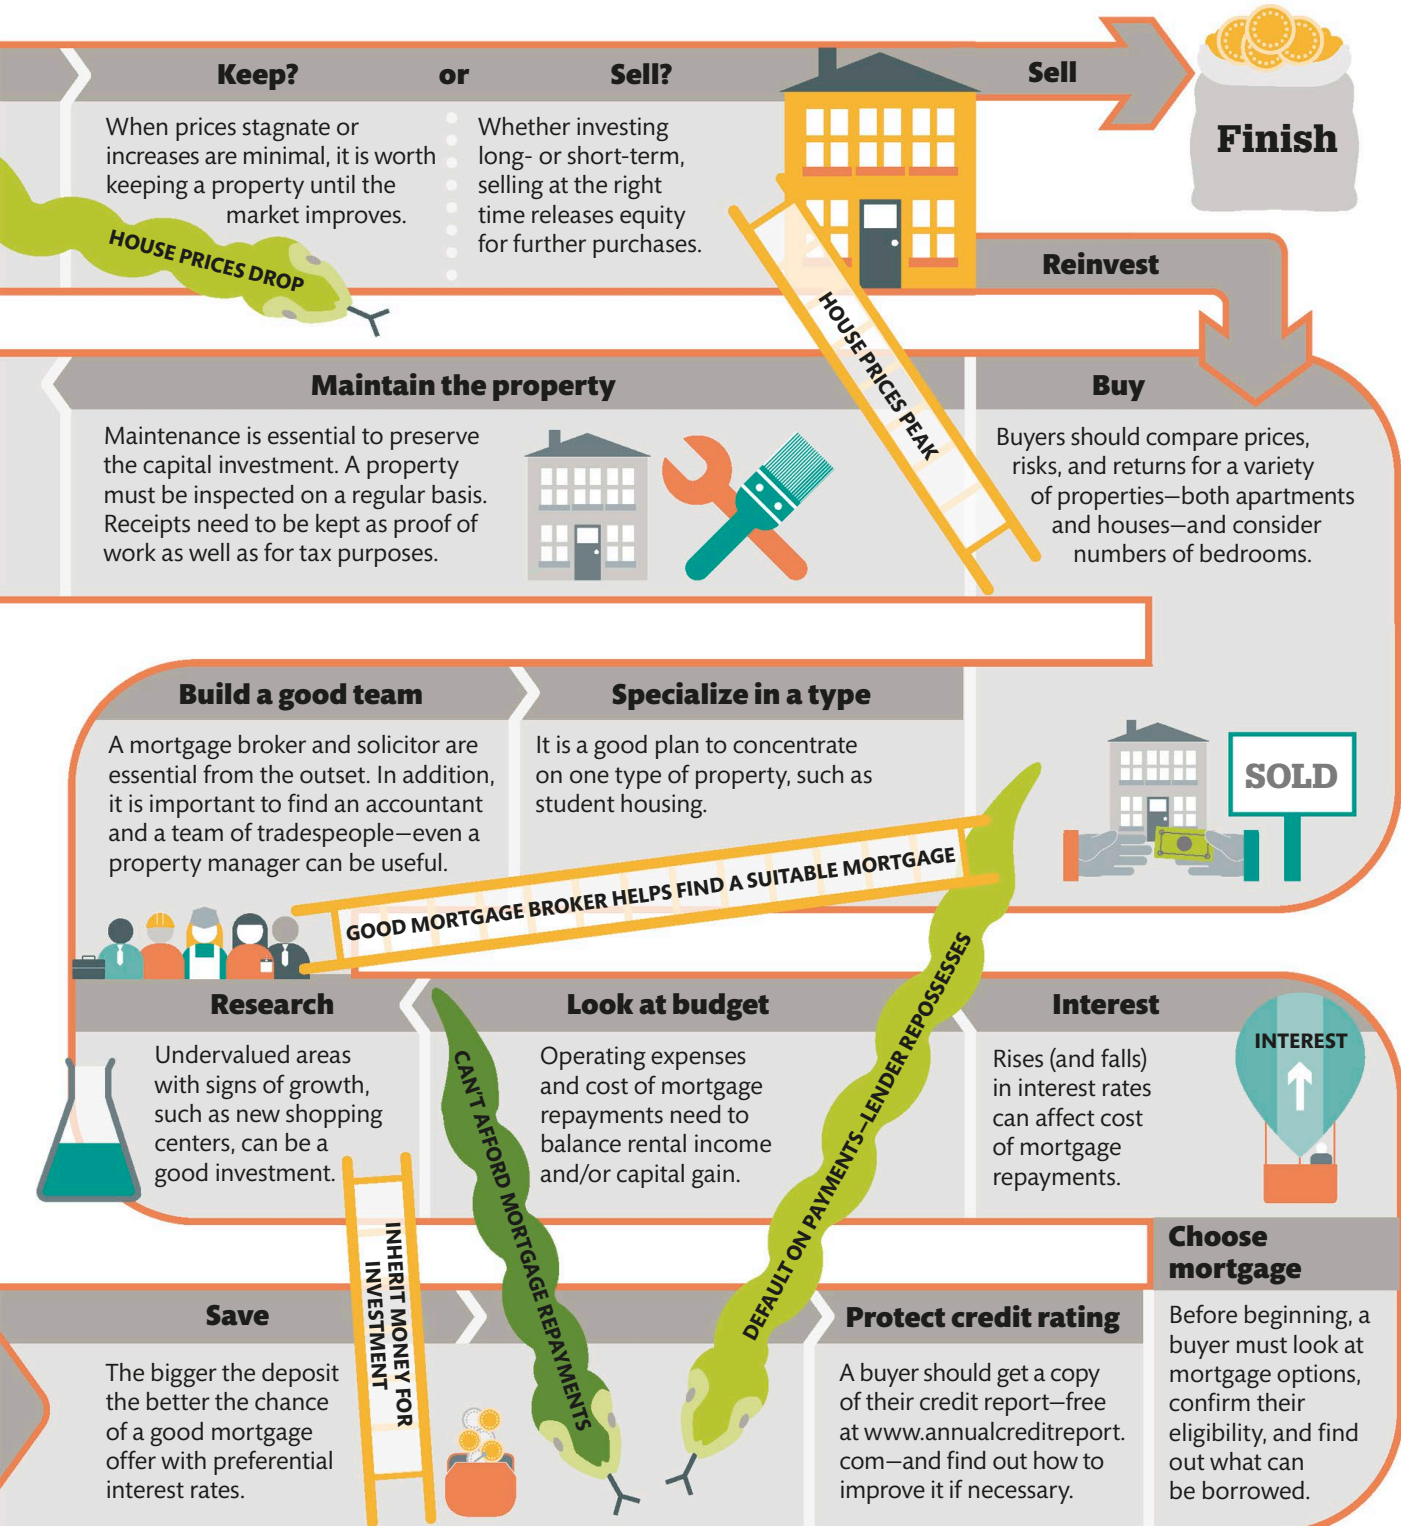 Keep?
or
Sell?
Sell
Finish
When prices stagnate or
increases are minimal, it is worth
keeping a property until the
market improves.
Whether investing
long- or short-term,
selling at the right
time releases equity
for further purchases.
HOUSE PRICES DROP
Reinvest
HOUSE PRICES PEAK
Maintain the property
Maintenance is essential to preserve
the capital investment. A property
must be inspected on a regular basis.
Receipts need to be kept as proof of
work as well as for tax purposes.
Buy
Buyers should compare prices,
risks, and returns for a variety
of properties—both apartments
and houses—and consider
numbers of bedrooms.
Build a good team
A mortgage broker and solicitor are
essential from the outset. In addition,
it is important to find an accountant
and a team of tradespeople—even a
property manager can be useful.
Specialize in a type
It is a good plan to concentrate
on one type of property, such as
student housing.
SOLD
GOOD MORTGAGE BROKER HELPS FIND A SUITABLE MORTGAGE
Research
Undervalued areas
with signs of growth,
such as new shopping
centers, can be a
good investment.
CAN'T AFFORD MORTGAGE REPAYMENTS
Look at budget
Operating expenses
and cost of mortgage
repayments need to
balance rental income
and/or capital gain.
DEFAULT ON PAYMENTS—LENDER REPOSSESSES
Interest
Rises (and falls)
in interest rates
can affect cost
of mortgage
repayments.
INTEREST
INHERIT MONEY FOR
INVESTMENT
Save
The bigger the deposit
the better the chance
of a good mortgage
offer with preferential
interest rates.
Protect credit rating
A buyer should get a copy
of their credit report—free
at www.annualcreditreport.
com—and find out how to
improve it if necessary.
Choose
mortgage
Before beginning, a
buyer must look at
mortgage options,
confirm their
eligibility, and find
out what can
be borrowed.